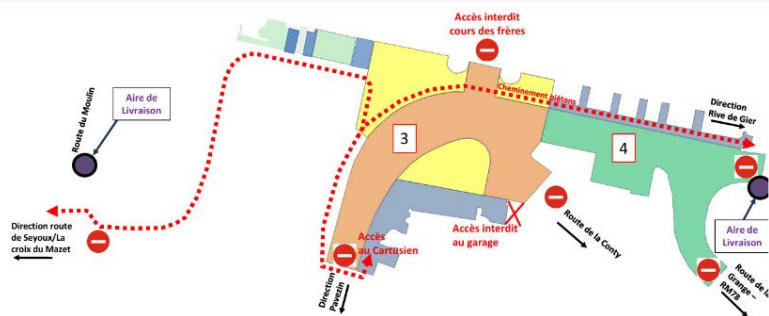 Accès interdit
cours des frères
Aire de
Livraison
Route du Moulin
Cheminement piétons
Direction
Rive de Gier
3
4
Aire de
Livraison
Direction route
de Seyoux/La
croix du Mazet
Accès
au Cartusien
Accès interdit
au garage
Route de la Conty
Direction
Pavezin
Route de la
Grange –
RM78